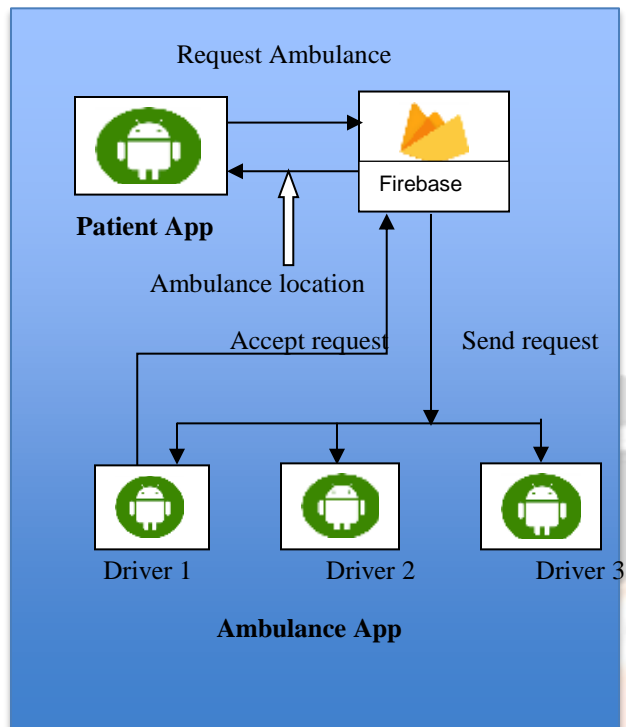 Request Ambulance
Firebase
Patient App
Ambulance location
Accept request
Send request
Driver 1
Driver 2
Driver 3
Ambulance App